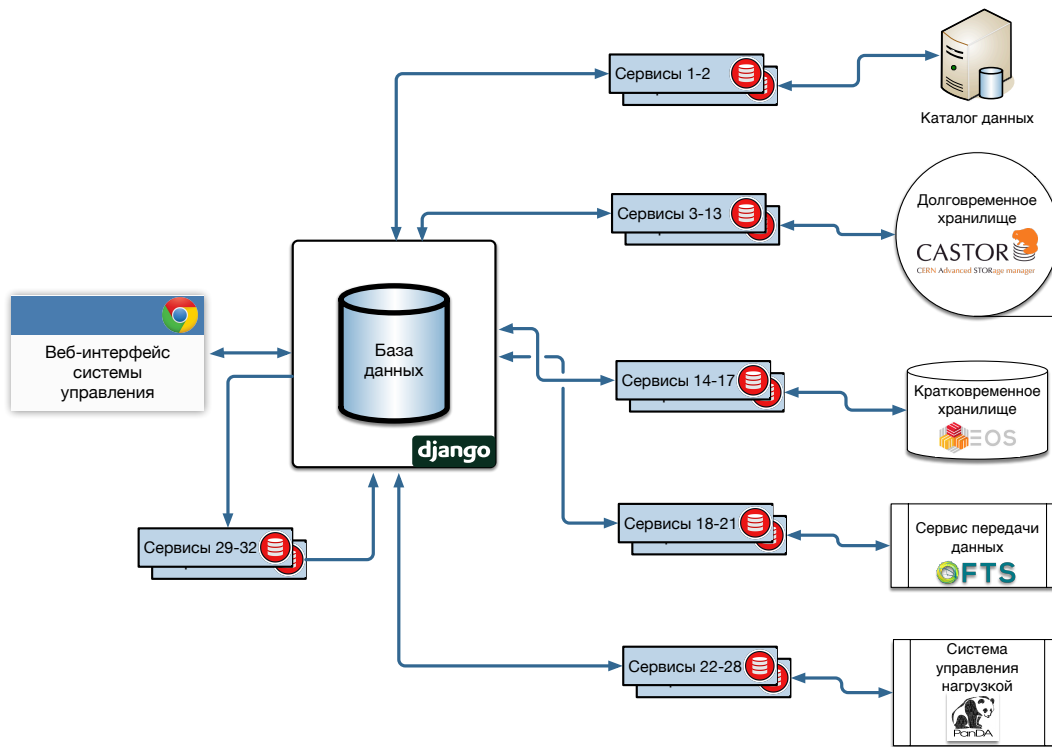 Сервисы 1-2
Каталог данных
Долговременное
хранилище
CASTOR
CERN Advanced STORage manager
Сервисы 3-13
Веб-интерфейс
системы
управления
База
данных
django
Сервисы 14-17
Кратковременное
хранилище
EOS
Сервисы 18-21
Сервис передачи
данных
FTS
Сервисы 29-32
Сервисы 22-28
Система
управления
нагрузкой
PanDA